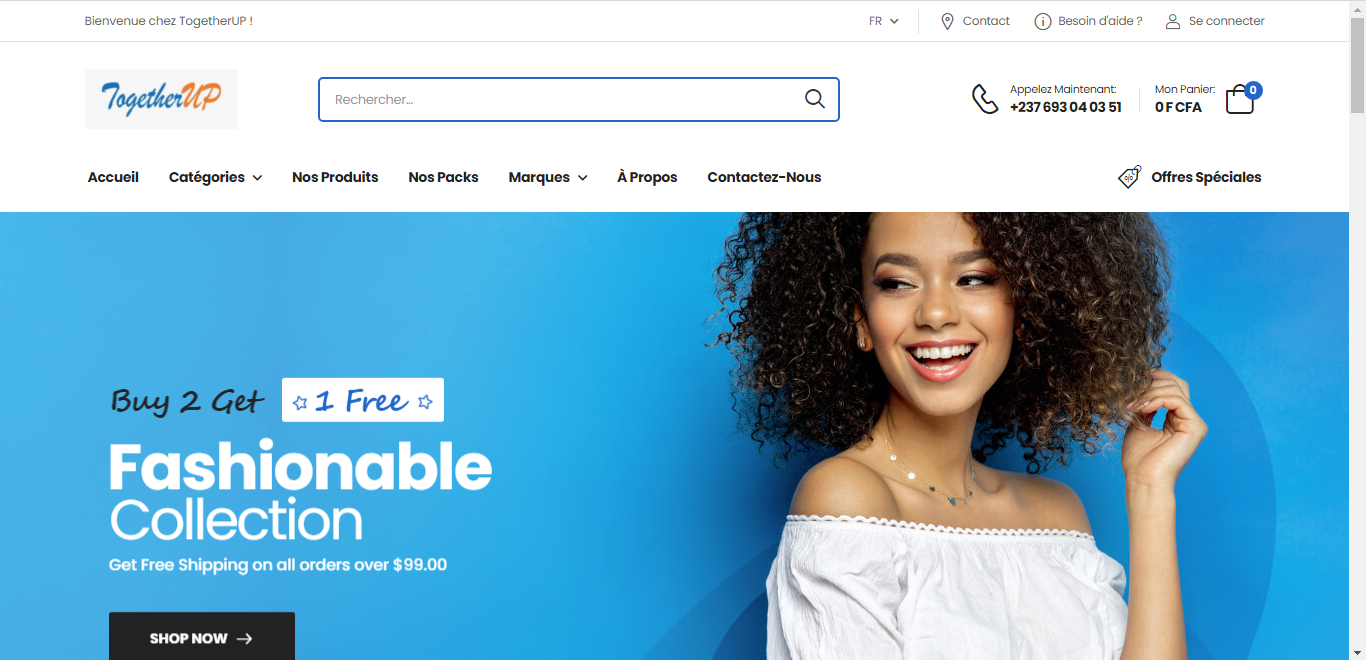 Bienvenue chez TogetherUP !
FR
Contact
Besoin d'aide ?
Se connecter
TogetherUP
Rechercher...
Appelez Maintenant:
+237 693 04 03 51
Mon Panier:
0 F CFA
0
Accueil
Catégories
Nos Produits
Nos Packs
Marques
À Propos
Contactez-Nous
Offres Spéciales
Buy 2 Get 1 Free
Fashionable
Collection
Get Free Shipping on all orders over $99.00
SHOP NOW